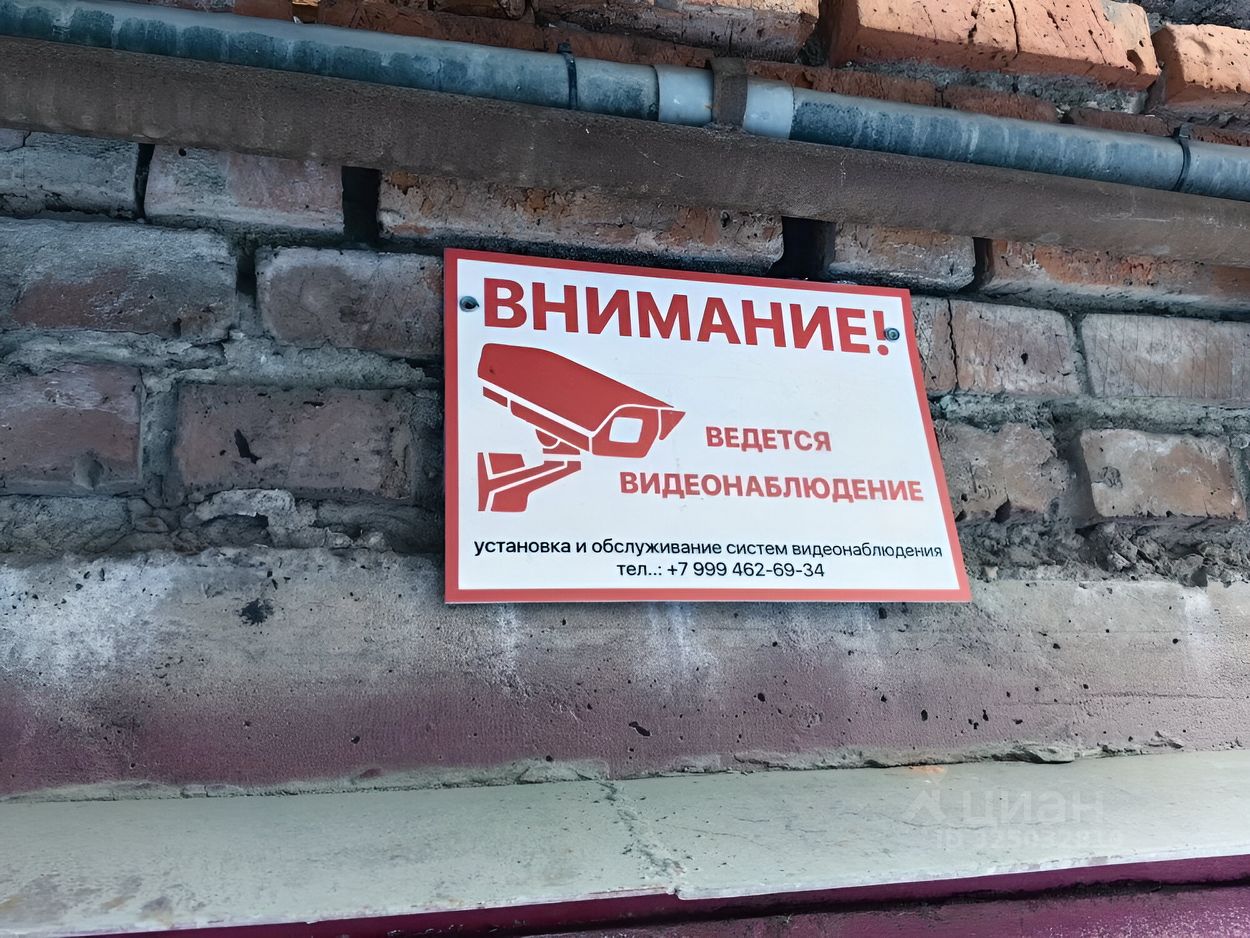 ВНИМАНИЕ!
ВЕДЕТСЯ
ВИДЕОНАБЛЮДЕНИЕ
установка и обслуживание систем видеонаблюдения
тел..: +7 999 462-69-34
циан